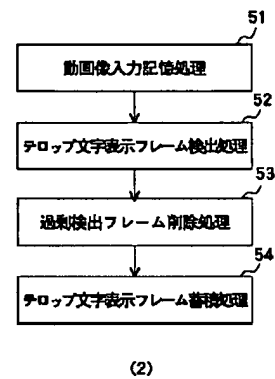 51
動画像入力記憶処理
52
テロップ文字表示フレーム検出処理
53
過剰検出フレーム削除処理
54
テロップ文字表示フレーム蓄積処理
(2)